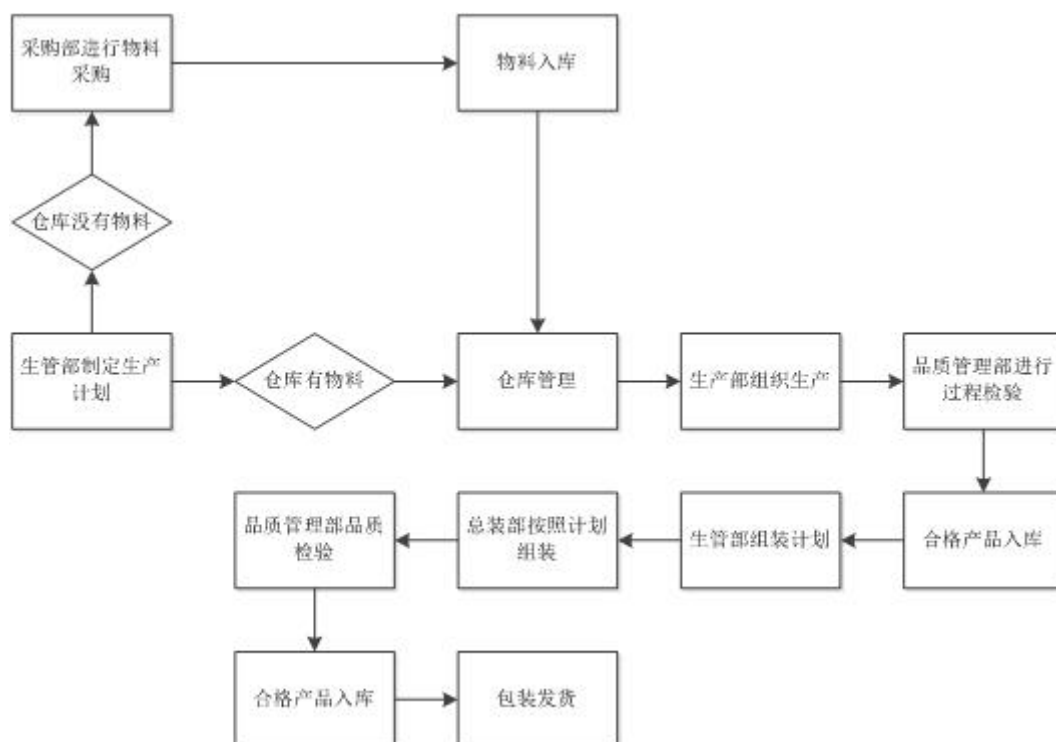 采购部进行物料
采购
物料入库
仓库没有物料
生管部制定生产
计划
仓库有物料
仓库管理
生产部组织生产
品质管理部进行
过程检验
品质管理部品质
检验
总装部按照计划
组装
生管部组装计划
合格产品入库
合格产品入库
包装发货